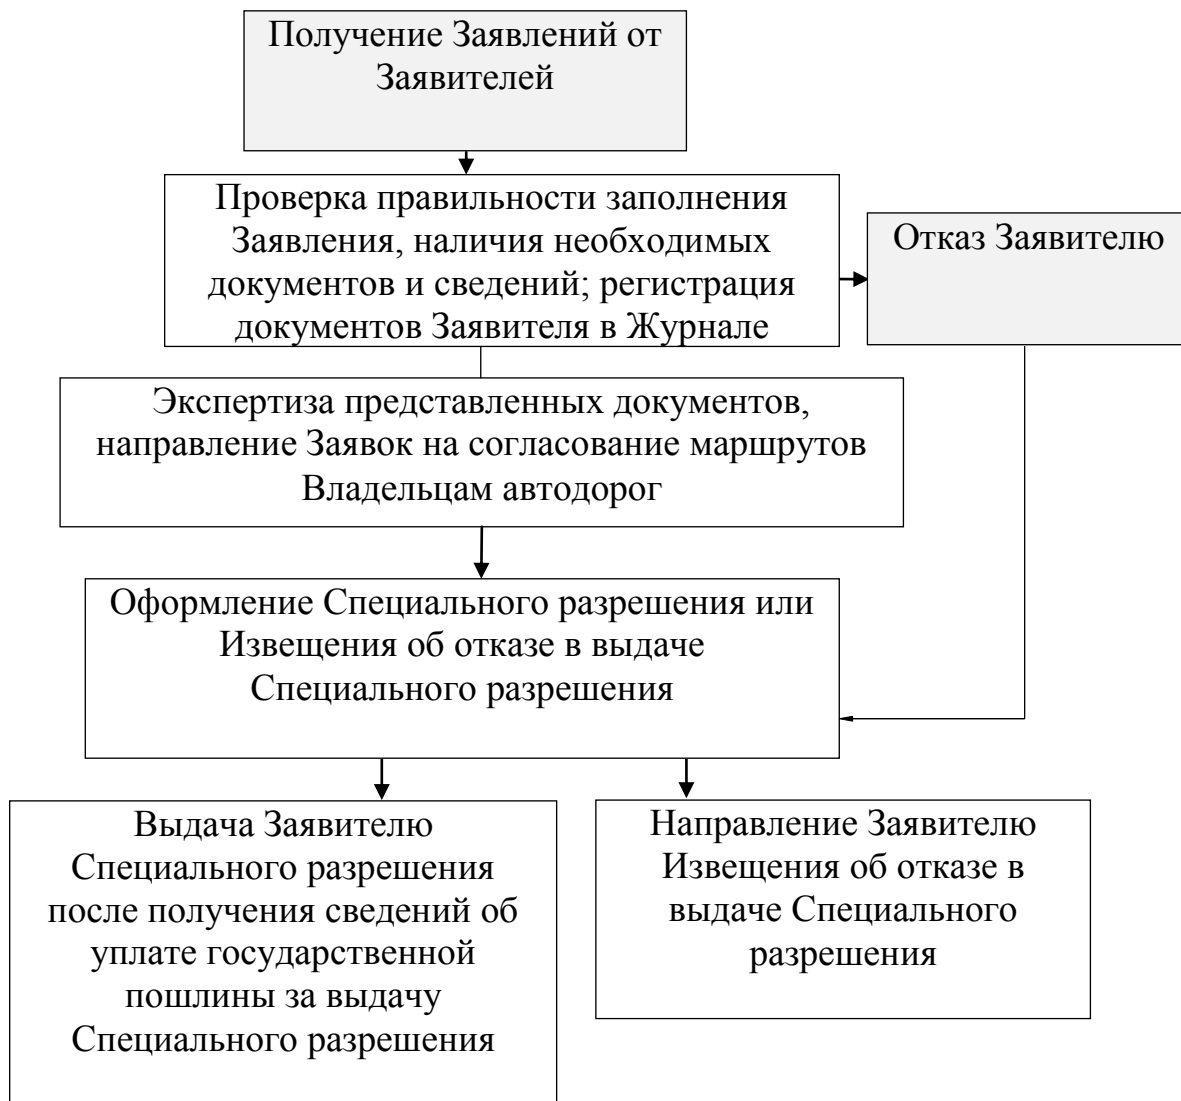 Получение Заявлений от
Заявителей
Проверка правильности заполнения
Заявления, наличия необходимых
документов и сведений; регистрация
документов Заявителя в Журнале
Отказ Заявителю
Экспертиза представленных документов,
направление Заявок на согласование маршрутов
Владельцам автодорог
Оформление Специального разрешения или
Извещения об отказе в выдаче
Специального разрешения
Выдача Заявителю
Специального разрешения
после получения сведений об
уплате государственной
пошлины за выдачу
Специального разрешения
Направление Заявителю
Извещения об отказе в
выдаче Специального
разрешения